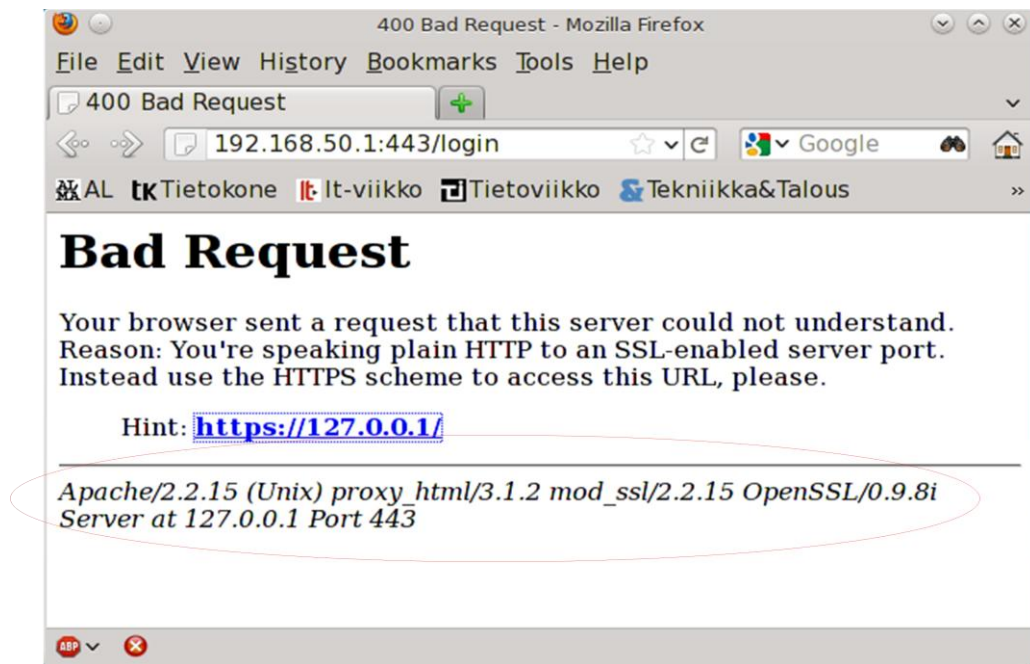 400 Bad Request - Mozilla Firefox
File Edit View History Bookmarks Tools Help
400 Bad Request
192.168.50.1:443/login
Google
AL tK Tietokone It-viikko Tietoviikko Tekniikka&Talous »
Bad Request
Your browser sent a request that this server could not understand.
Reason: You're speaking plain HTTP to an SSL-enabled server port.
Instead use the HTTPS scheme to access this URL, please.
Hint: https://127.0.0.1/
Apache/2.2.15 (Unix) proxy_html/3.1.2 mod_ssl/2.2.15 OpenSSL/0.9.8i
Server at 127.0.0.1 Port 443
ABP